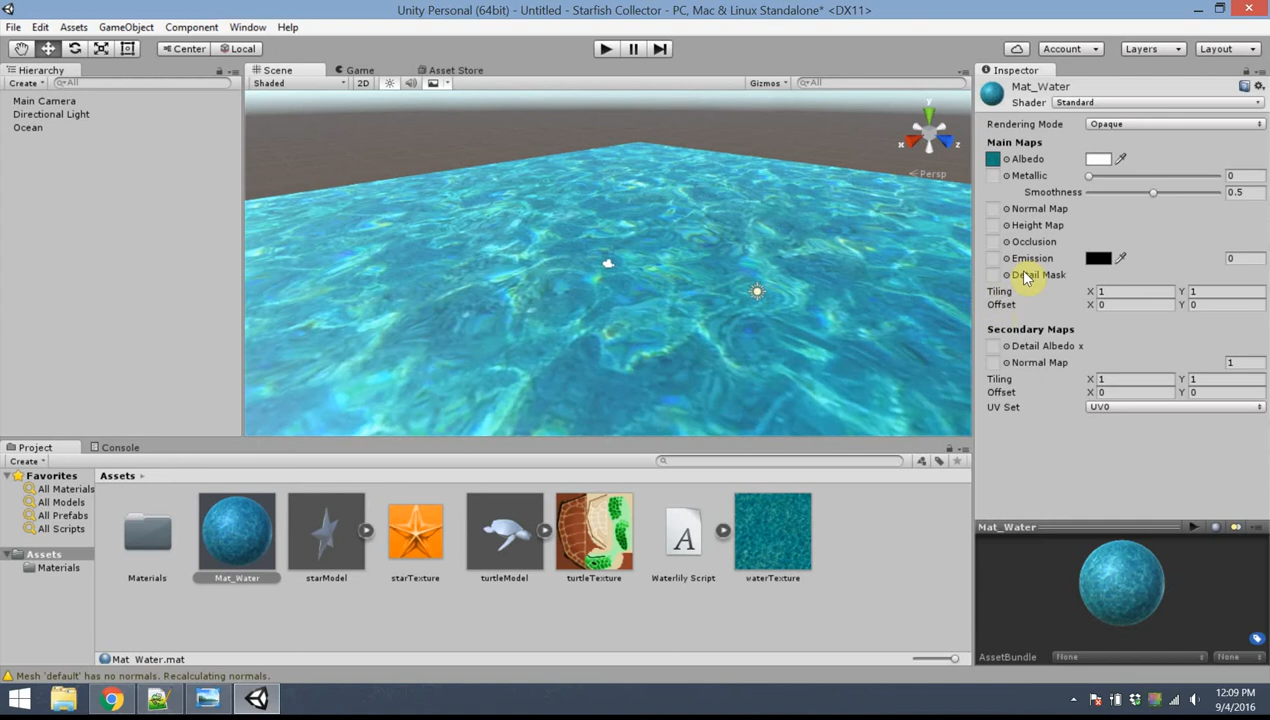 Unity Personal (64bit) - Untitled - Starfish Collector - PC, Mac & Linux Standalone* <DX11>
File Edit Assets GameObject Component Window Help
Center Local Account Layers Layout
Hierarchy
Create All
Main Camera
Directional Light
Ocean
Scene Game Asset Store
Shaded 2D Gizmos All
y
x z
Persp
Inspector
Mat_Water
Shader Standard
Rendering Mode Opaque
Main Maps
Albedo
Metallic 0
Smoothness 0.5
Normal Map
Height Map
Occlusion
Emission 0
Detail Mask
Tiling X 1 Y 1
Offset X 0 Y 0
Secondary Maps
Detail Albedo x
Normal Map 1
Tiling X 1 Y 1
Offset X 0 Y 0
UV Set UV0
Project Console
Create
Favorites
All Materials
All Models
All Prefabs
All Scripts
Assets
Materials
Assets
A
Materials Mat_Water starModel starTexture turtleModel turtleTexture Waterlily Script waterTexture
Mat_Water.mat
Mat_Water
AssetBundle None None
Mesh 'default' has no normals. Recalculating normals.
12:09 PM
9/4/2016